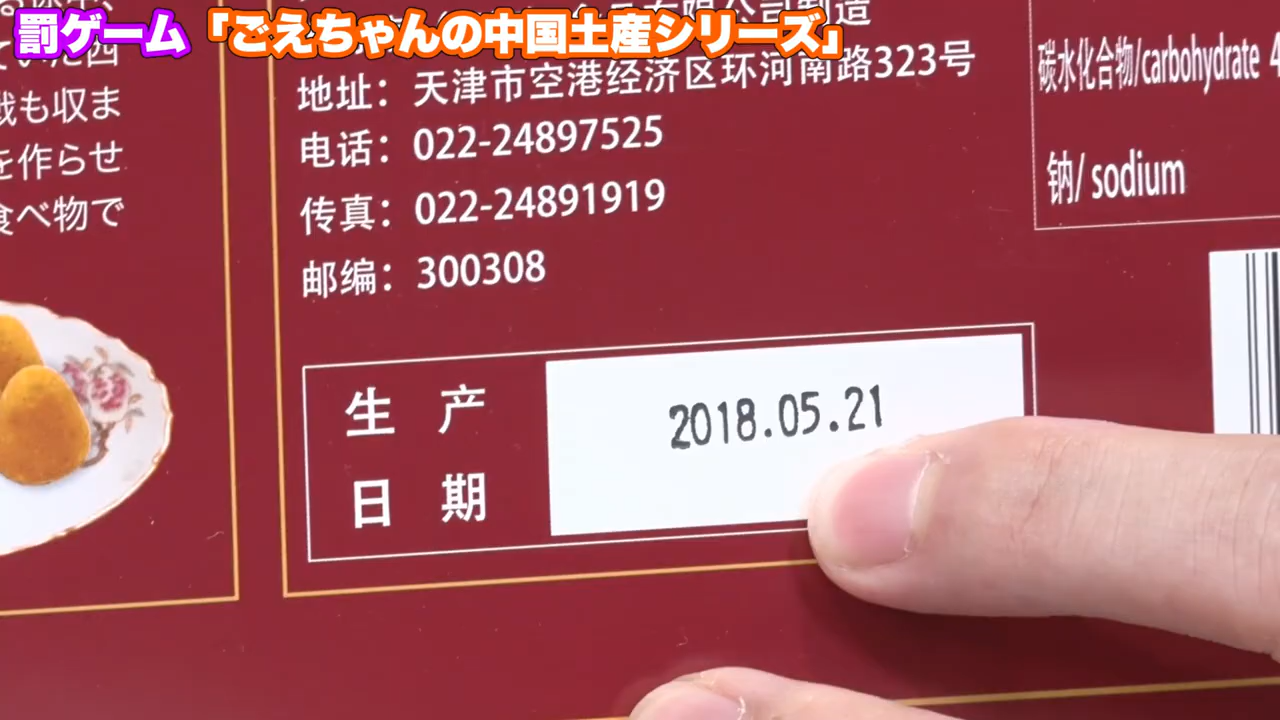 罰ゲーム「ごえちゃんの中国土産シリーズ」
戦も収ま
を作らせ
食べ物で
地址：天津市空港经济区环河南路323号
电话：022-24897525
传真：022-24891919
邮编：300308
生产
日期
2018.05.21
碳水化合物/carbohydrate 4
钠/ sodium